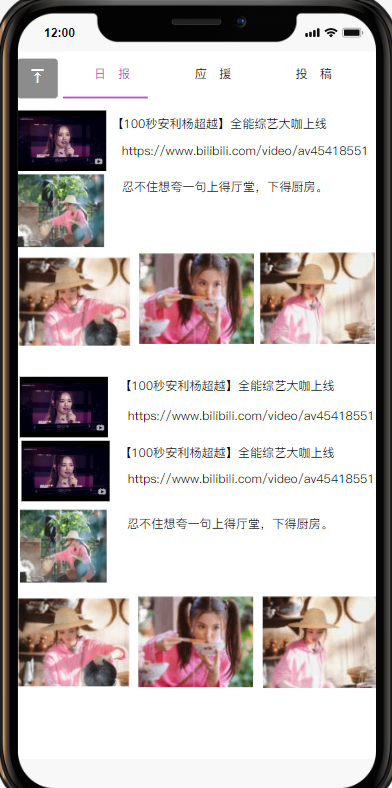 12:00
日 报
应 援
投 稿
【100秒安利杨超越】全能综艺大咖上线
https://www.bilibili.com/video/av45418551
忍不住想夸一句上得厅堂，下得厨房。
【100秒安利杨超越】全能综艺大咖上线
https://www.bilibili.com/video/av45418551
【100秒安利杨超越】全能综艺大咖上线
https://www.bilibili.com/video/av45418551
忍不住想夸一句上得厅堂，下得厨房。